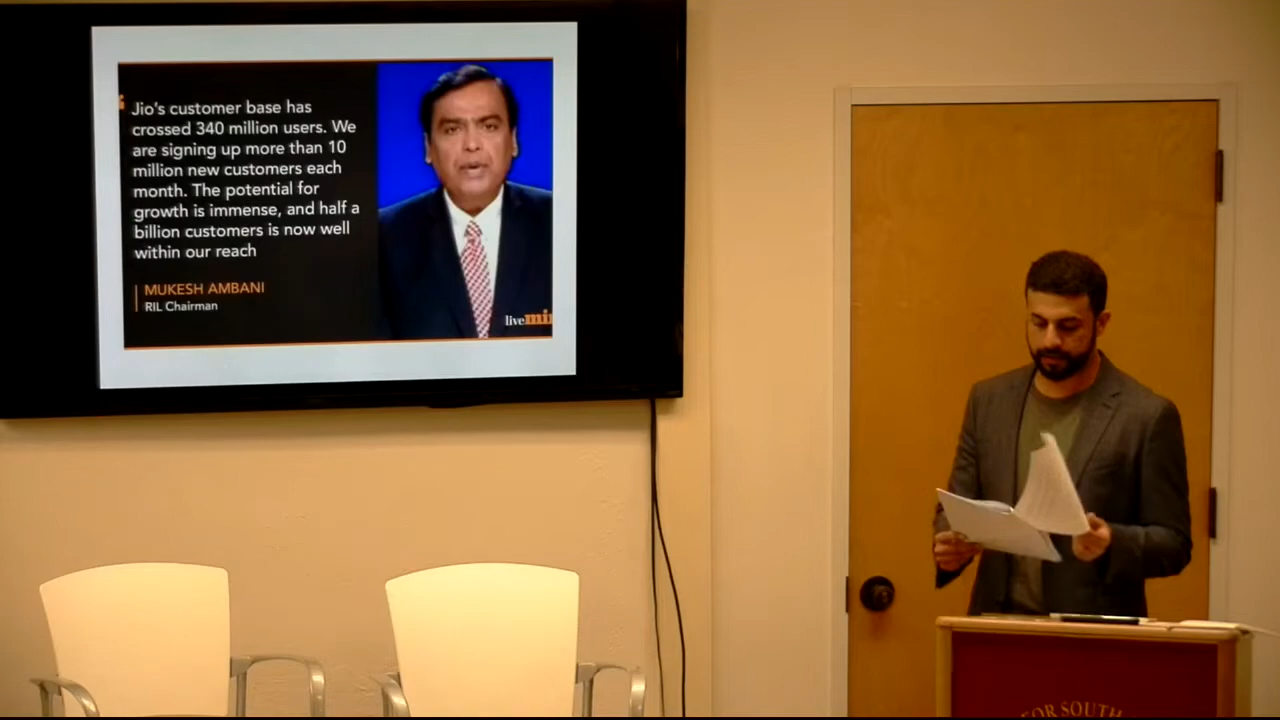 Jio's customer base has
crossed 340 million users. We
are signing up more than 10
million new customers each
month. The potential for
growth is immense, and half a
billion customers is now well
within our reach
MUKESH AMBANI
RIL Chairman
live mi
FOR SOUTH